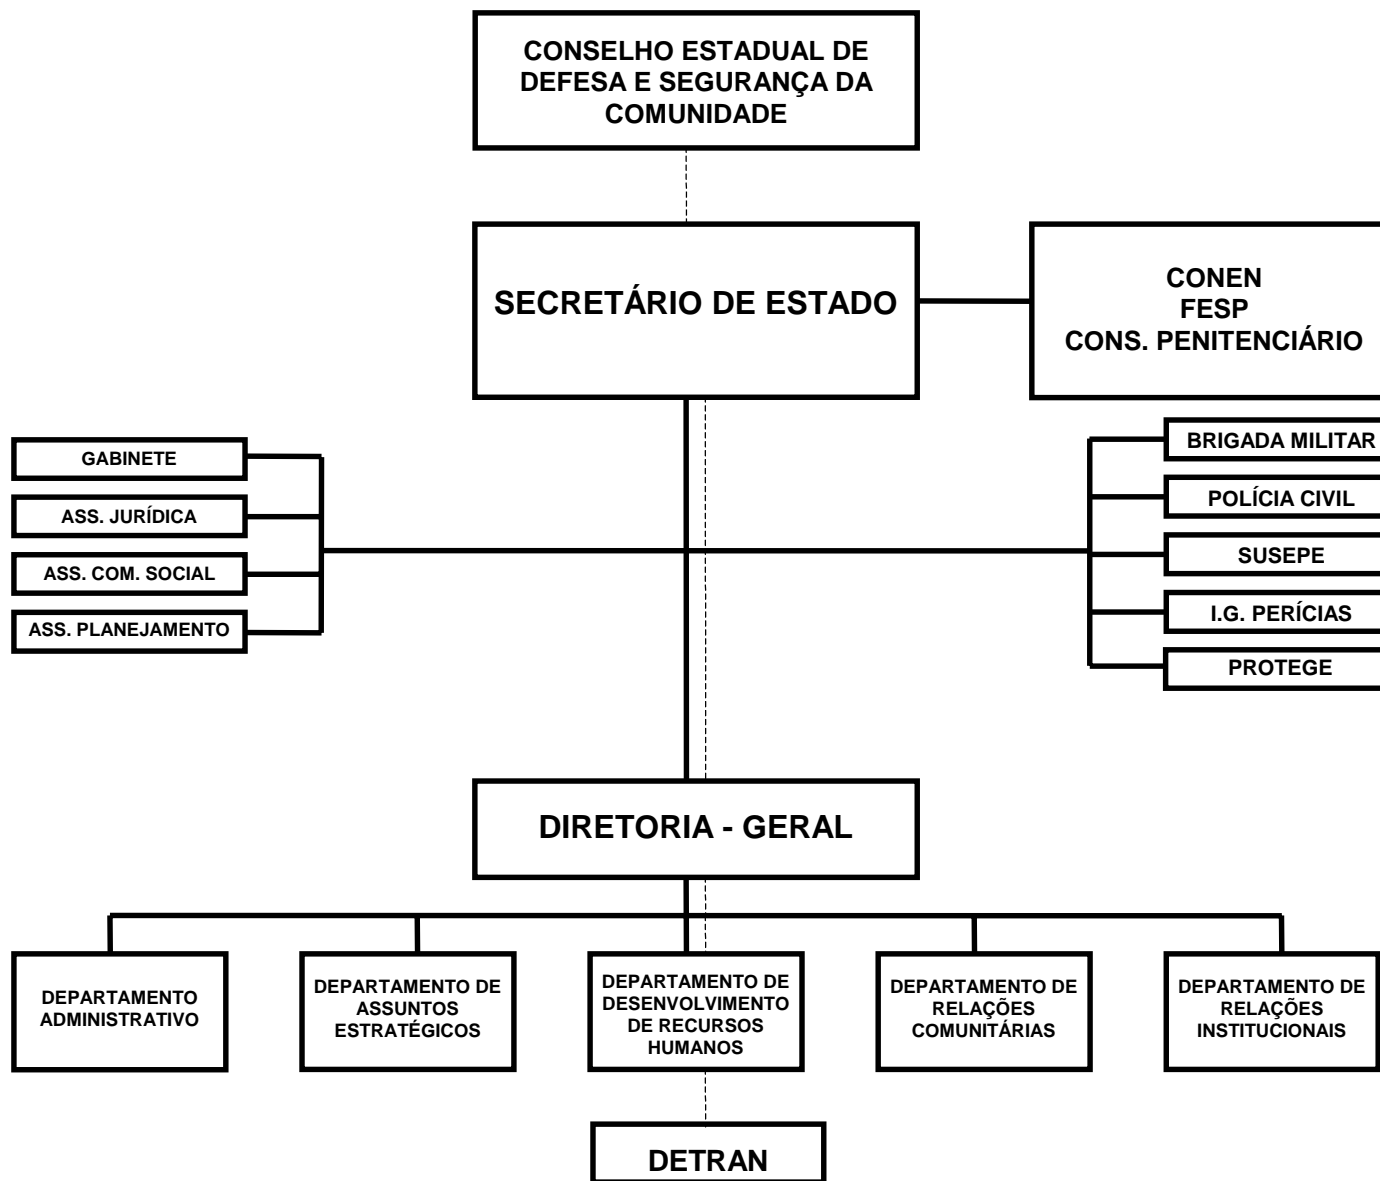 CONSELHO ESTADUAL DE
DEFESA E SEGURANÇA DA
COMUNIDADE
SECRETÁRIO DE ESTADO
CONEN
FESP
CONS. PENITENCIÁRIO
GABINETE
ASS. JURÍDICA
ASS. COM. SOCIAL
ASS. PLANEJAMENTO
BRIGADA MILITAR
POLÍCIA CIVIL
SUSEPE
I.G. PERÍCIAS
PROTEGE
DIRETORIA - GERAL
DEPARTAMENTO
ADMINISTRATIVO
DEPARTAMENTO DE
ASSUNTOS
ESTRATÉGICOS
DEPARTAMENTO DE
DESENVOLVIMENTO
DE RECURSOS
HUMANOS
DEPARTAMENTO DE
RELAÇÕES
COMUNITÁRIAS
DEPARTAMENTO DE
RELAÇÕES
INSTITUCIONAIS
DETRAN